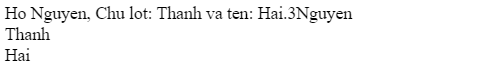 Ho Nguyen, Chu lot: Thanh va ten: Hai.3Nguyen
Thanh
Hai